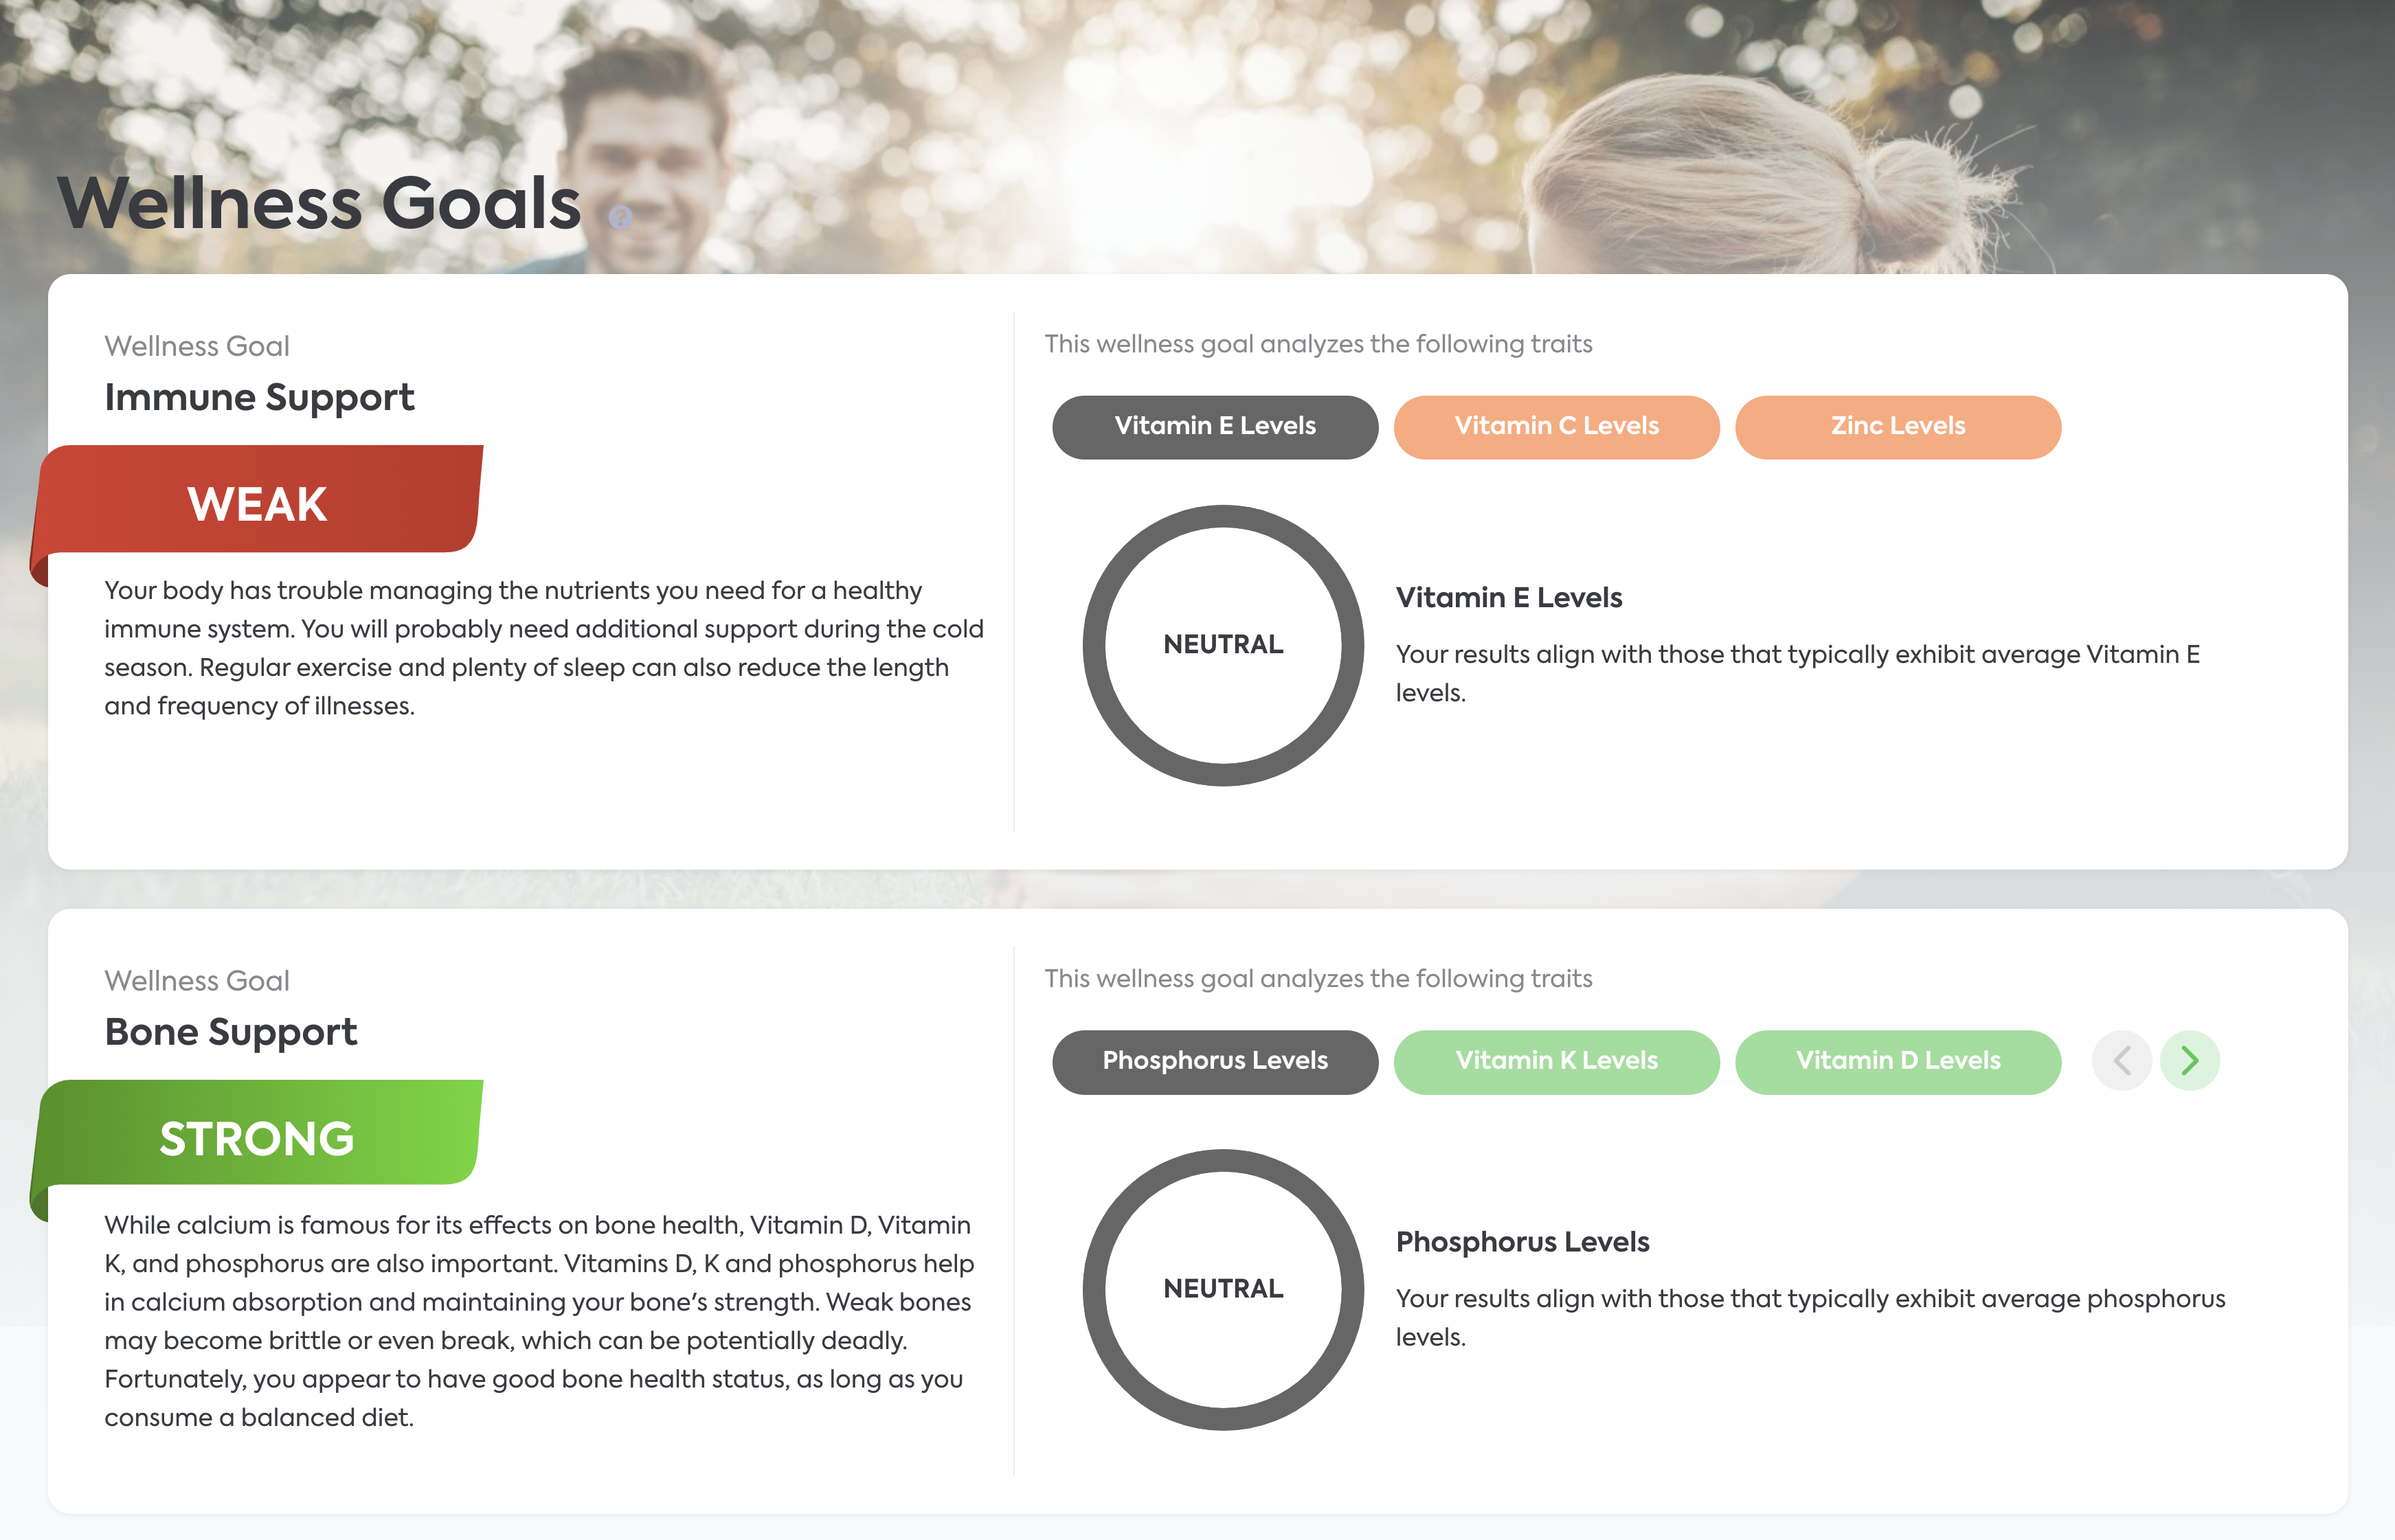 Wellness Goals ?
Wellness Goal
Immune Support
WEAK
Your body has trouble managing the nutrients you need for a healthy
immune system. You will probably need additional support during the cold
season. Regular exercise and plenty of sleep can also reduce the length
and frequency of illnesses.
This wellness goal analyzes the following traits
Vitamin E Levels Vitamin C Levels Zinc Levels
NEUTRAL
Vitamin E Levels
Your results align with those that typically exhibit average Vitamin E
levels.
Wellness Goal
Bone Support
STRONG
While calcium is famous for its effects on bone health, Vitamin D, Vitamin
K, and phosphorus are also important. Vitamins D, K and phosphorus help
in calcium absorption and maintaining your bone's strength. Weak bones
may become brittle or even break, which can be potentially deadly.
Fortunately, you appear to have good bone health status, as long as you
consume a balanced diet.
This wellness goal analyzes the following traits
Phosphorus Levels Vitamin K Levels Vitamin D Levels
NEUTRAL
Phosphorus Levels
Your results align with those that typically exhibit average phosphorus
levels.